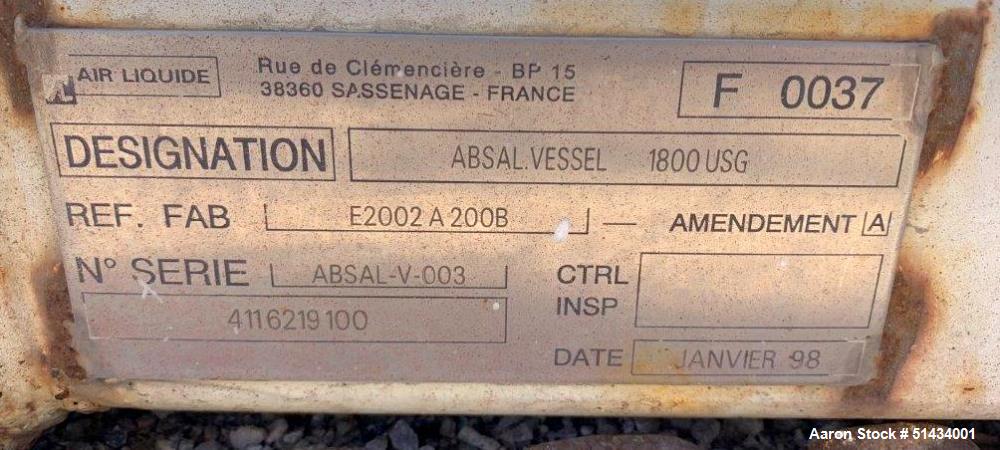 AIR LIQUIDE
Rue de Clémencière - BP 15
38360 SASSENAGE - FRANCE
F 0037
DESIGNATION
ABSAL.VESSEL 1800 USG
REF. FAB E2002 A 200B — AMENDEMENT A
N° SERIE ABSAL-V-003
4116219100
CTRL
INSP
DATE JANVIER 98
Aaron Stock # 51434001